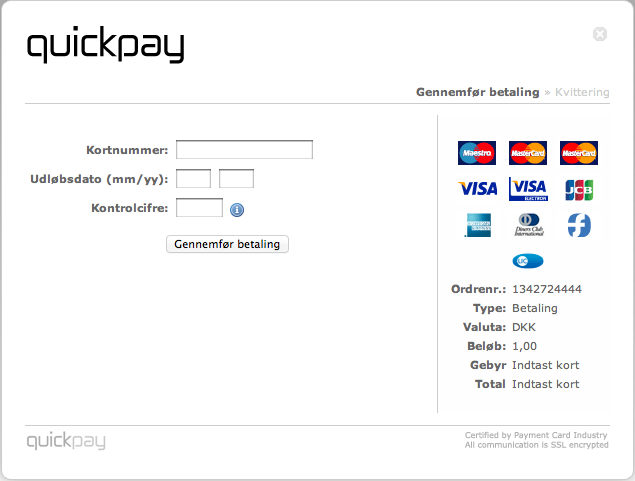 quickpay
Gennemfør betaling » Kvittering
Kortnummer:
Udløbsdato (mm/yy):
Kontrolcifre:
Gennemfør betaling
Maestro MasterCard MasterCard
VISA VISA ELECTRON JCB
AMERICAN EXPRESS Diners Club International
Ordrenr.: 1342724444
Type: Betaling
Valuta: DKK
Beløb: 1,00
Gebyr Indtast kort
Total Indtast kort
quickpay
Certified by Payment Card Industry
All communication is SSL encrypted